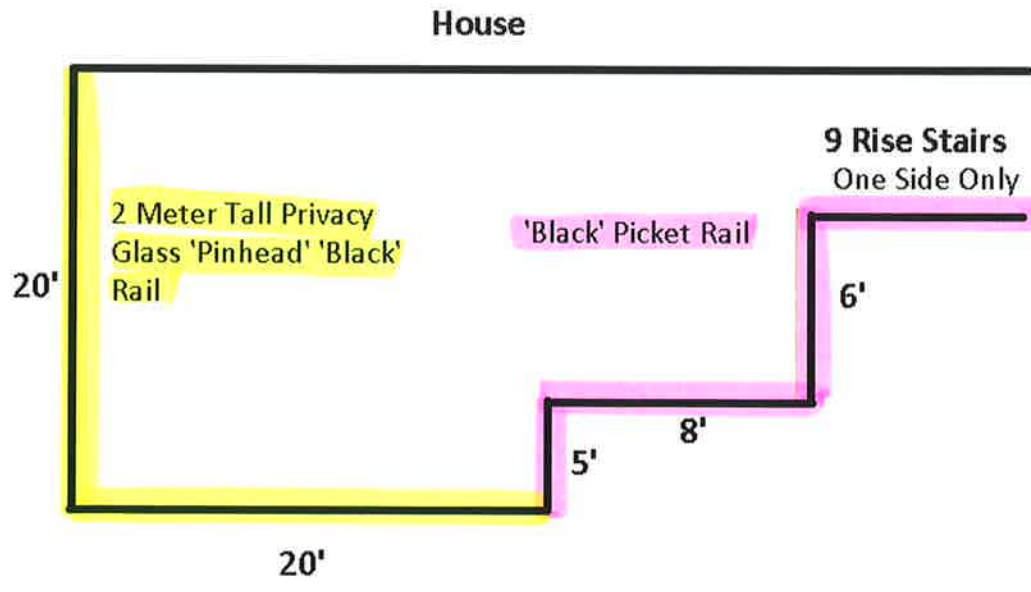 House
9 Rise Stairs
One Side Only
2 Meter Tall Privacy
Glass 'Pinhead' 'Black'
Rail
'Black' Picket Rail
20'
6'
8'
5'
20'